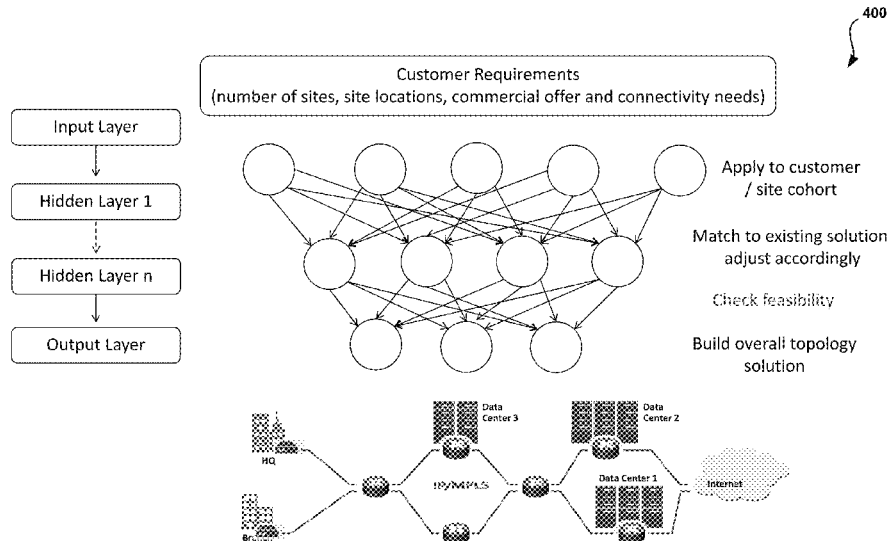 400
Customer Requirements
(number of sites, site locations, commercial offer and connectivity needs)
Input Layer
Hidden Layer 1
Hidden Layer n
Output Layer
Apply to customer
/ site cohort
Match to existing solution
adjust accordingly
Check feasibility
Build overall topology
solution
HQ
Data
Center 3
Data
Center 2
IP/MPLS
Data Center 1
Internet